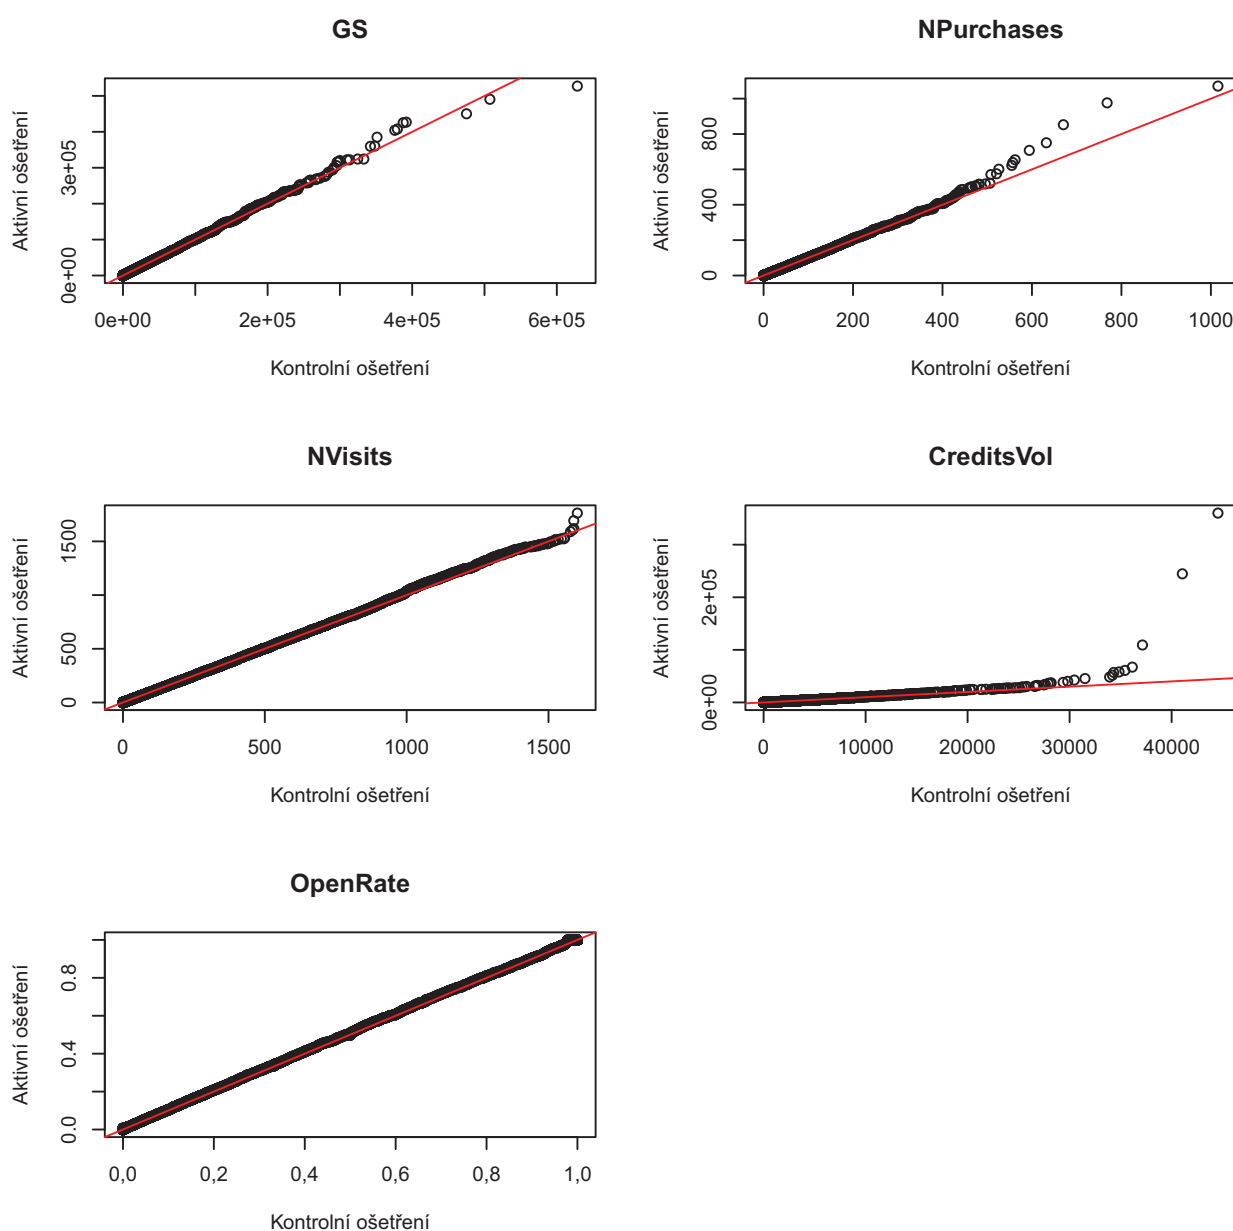 GS
Aktivní ošetření
3e+05
0e+00
0e+00 2e+05 4e+05 6e+05
Kontrolní ošetření
NPurchases
Aktivní ošetření
800
400
0
0 200 400 600 800 1000
Kontrolní ošetření
NVisits
Aktivní ošetření
1500
500
0
0 500 1000 1500
Kontrolní ošetření
CreditsVol
Aktivní ošetření
2e+05
0e+00
0 10000 20000 30000 40000
Kontrolní ošetření
OpenRate
Aktivní ošetření
0.8
0.4
0.0
0,0 0,2 0,4 0,6 0,8 1,0
Kontrolní ošetření